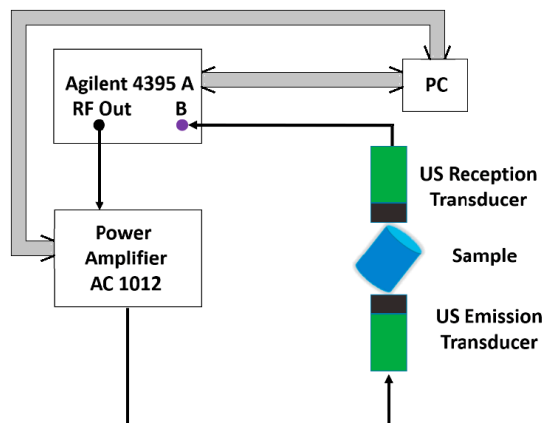 Agilent 4395 A
RF Out B
PC
US Reception
Transducer
Power
Amplifier
AC 1012
Sample
US Emission
Transducer